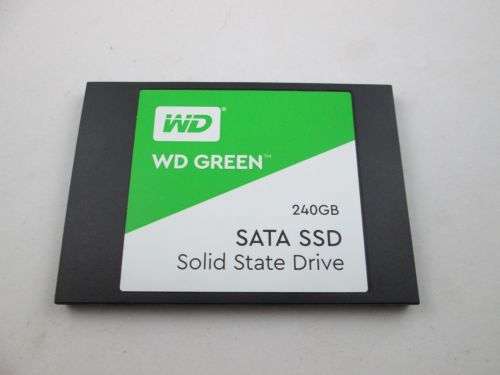 WD®
WD GREEN™
240GB
SATA SSD
Solid State Drive